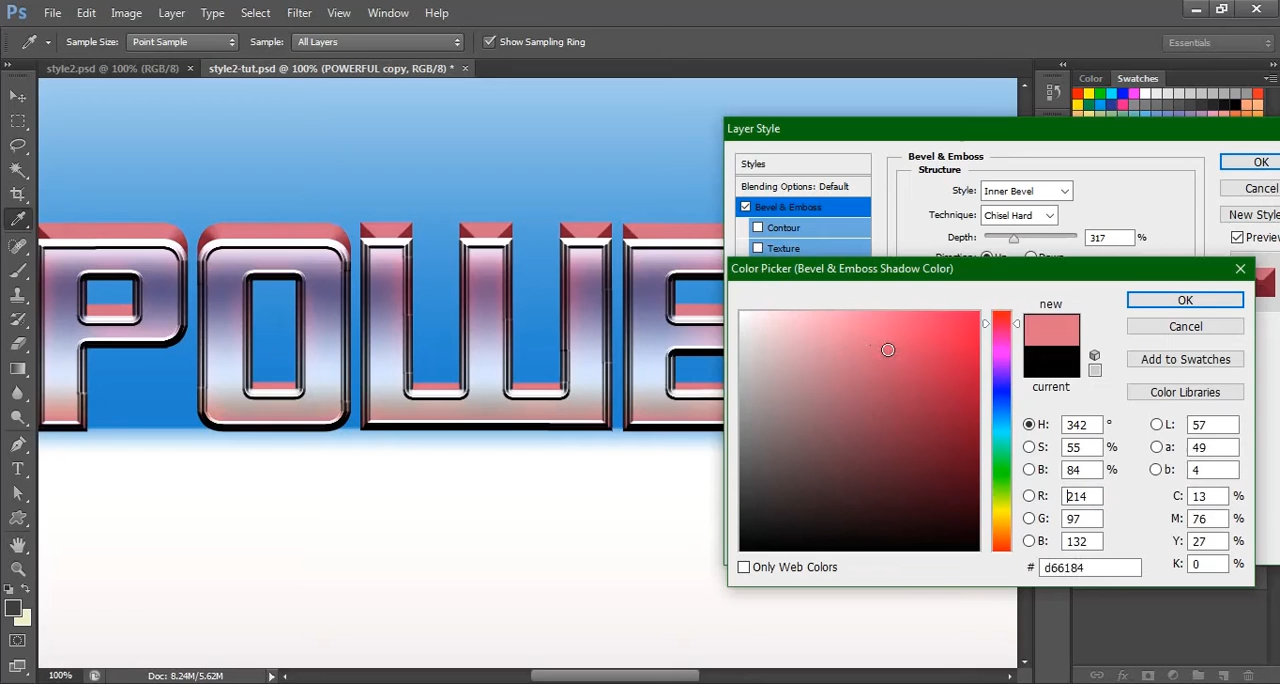 Ps File Edit Image Layer Type Select Filter View Window Help
Sample Size: Point Sample Sample: All Layers Show Sampling Ring Essentials
style2.psd @ 100% (RGB/8) × style2-tut.psd @ 100% (POWERFUL copy, RGB/8) * ×
Color Swatches
Layer Style
Styles
Blending Options: Default
Bevel & Emboss
Contour
Texture
Bevel & Emboss
Structure
Style: Inner Bevel
Technique: Chisel Hard
Depth: 317 %
OK
Cancel
New Style
Preview
POWE
Color Picker (Bevel & Emboss Shadow Color)
new
current
OK
Cancel
Add to Swatches
Color Libraries
H: 342 ° L: 57
S: 55 % a: 49
B: 84 % b: 4
R: 214 C: 13 %
G: 97 M: 76 %
B: 132 Y: 27 %
# d66184 K: 0 %
Only Web Colors
100% Doc: 8.24M/5.62M